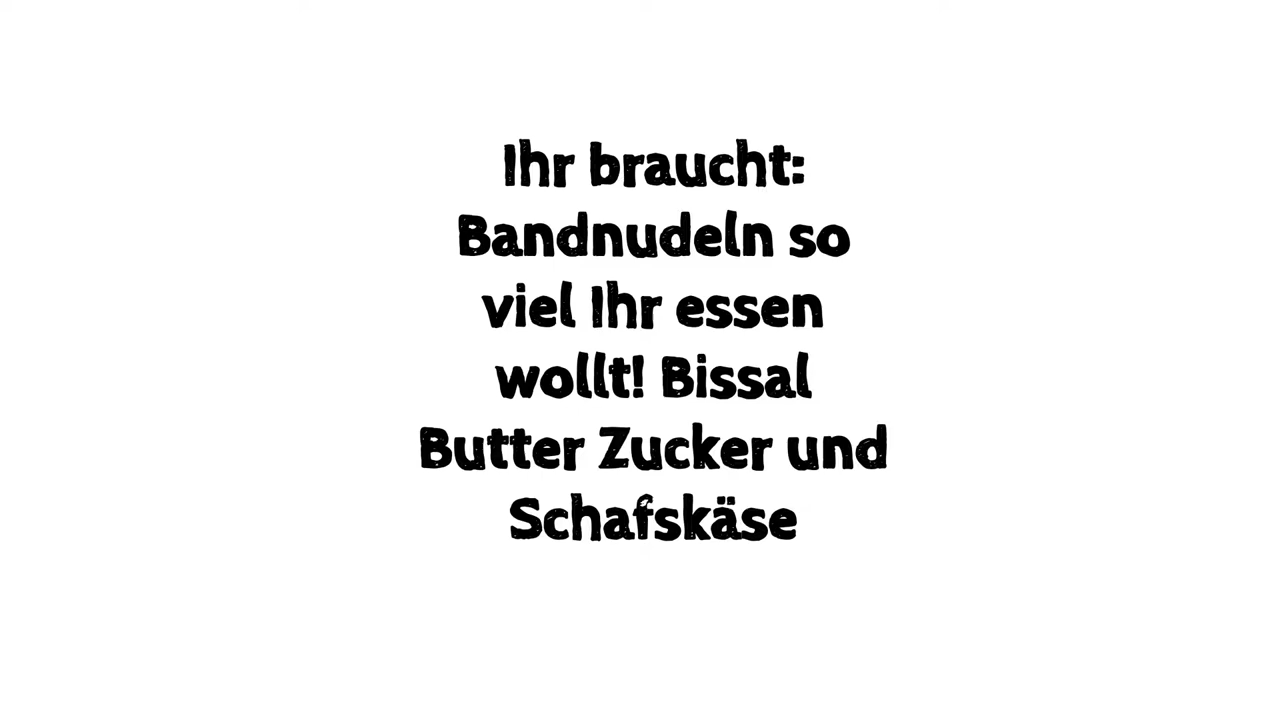 Ihr braucht:
Bandnudeln so
viel Ihr essen
wollt! Bissal
Butter Zucker und
Schafskäse